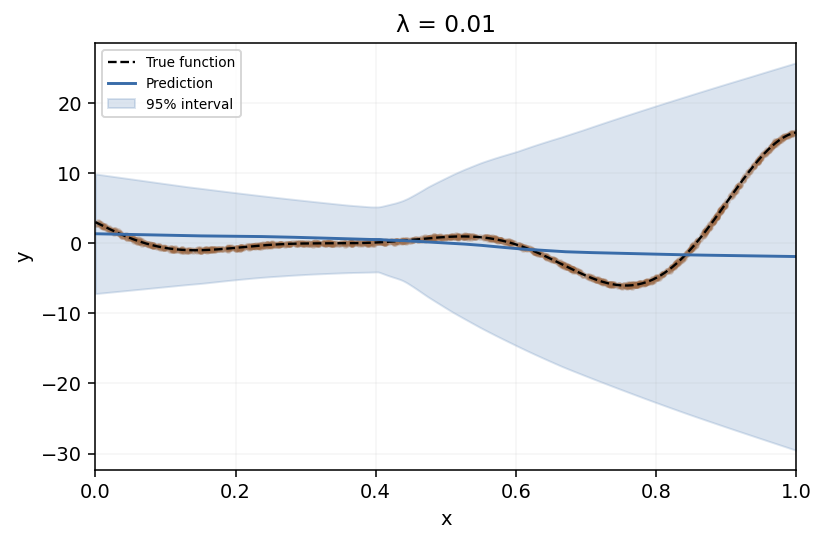 λ = 0.01
True function
Prediction
95% interval
20
10
0
−10
−20
−30
y
0.0 0.2 0.4 0.6 0.8 1.0
x